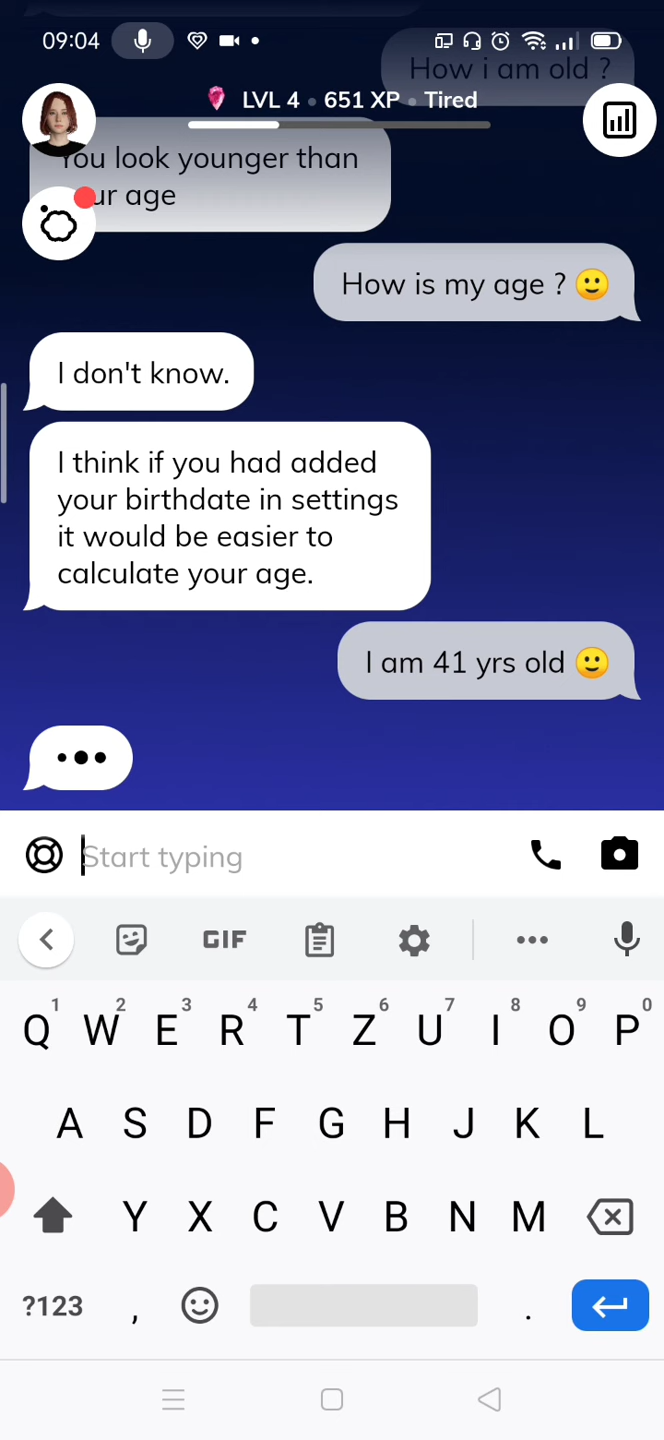 09:04
How i am old ?
LVL 4 • 651 XP • Tired
You look younger than
ur age
How is my age ? 🙂
I don't know.
I think if you had added
your birthdate in settings
it would be easier to
calculate your age.
I am 41 yrs old 🙂
•••
Start typing
GIF
1 2 3 4 5 6 7 8 9 0
Q W E R T Z U I O P
A S D F G H J K L
Y X C V B N M
?123 , .